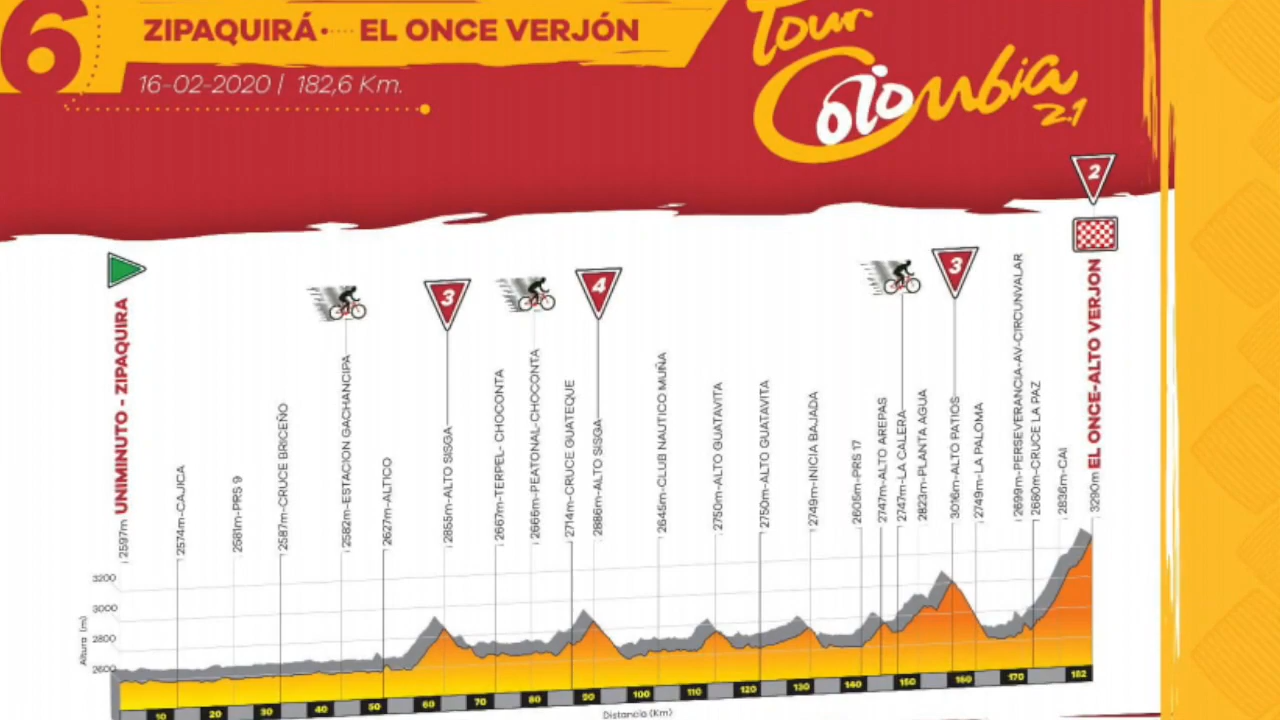 6
ZIPAQUIRÁ • EL ONCE VERJÓN
16-02-2020 | 182,6 Km.
Tour
Colombia
2.1
2
3
4
3
2597m UNIMINUTO - ZIPAQUIRA
2574m-CAJICA
2581m-PRS 9
2587m-CRUCE BRICEÑO
2582m-ESTACION GACHANCIPA
2627m-ALTICO
2855m-ALTO SISGA
2667m-TERPEL- CHOCONTA
2666m-PEATONAL-CHOCONTA
2714m-CRUCE GUATEQUE
2886m-ALTO SISGA
2645m-CLUB NAUTICO MUÑA
2750m-ALTO GUATAVITA
2750m-ALTO GUATAVITA
2749m-INICIA BAJADA
2605m-PRS 17
2747m-ALTO AREPAS
2747m-LA CALERA
2823m-PLANTA AGUA
3016m-ALTO PATIOS
2749m-LA PALOMA
2699m-PERSEVERANCIA-AV-CIRCUNVALAR
2680m-CRUCE LA PAZ
2836m-CAI
3290m EL ONCE-ALTO VERJON
Altura (m)
3200
3000
2800
2600
10 20 30 40 50 60 70 80 90 100 110 120 130 140 150 160 170 182
Distancia (Km)